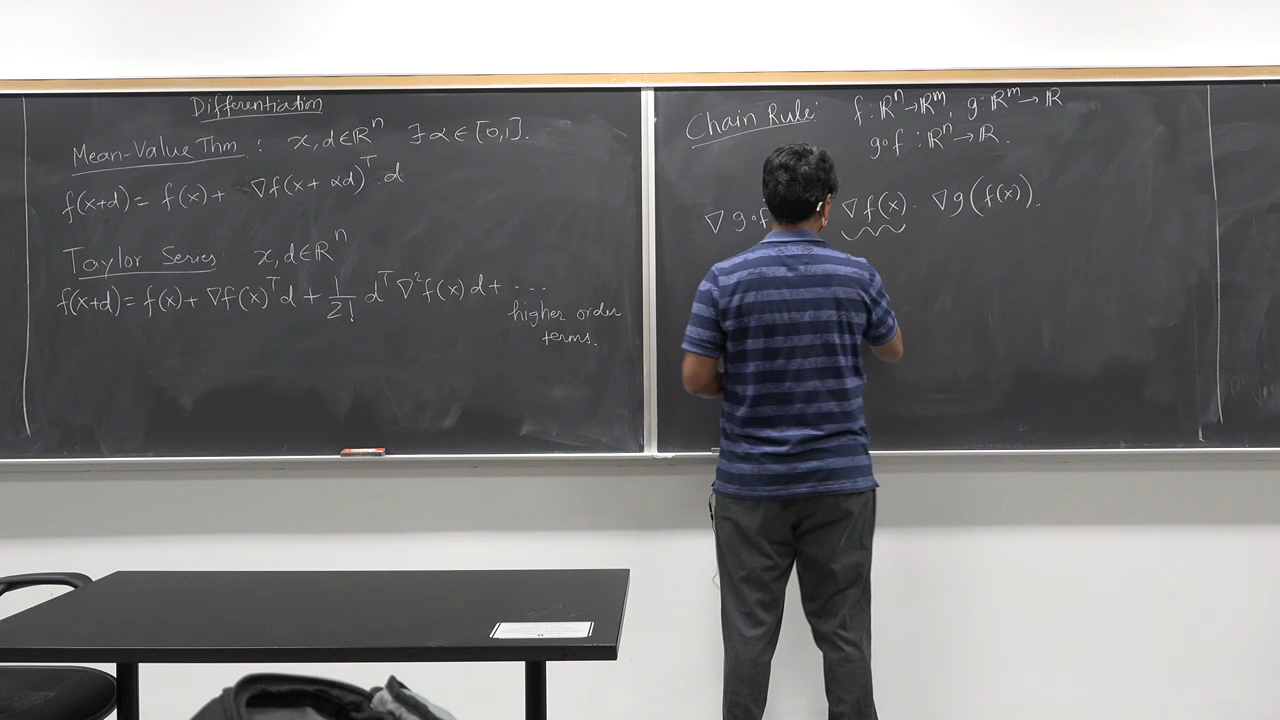 Differentiation
Mean-Value Thm : x, d ∈ ℝⁿ ∃ α ∈ [0,1].
f(x+d) = f(x) + ∇f(x + αd)ᵀ d
Taylor Series: x, d ∈ ℝⁿ
f(x+d) = f(x) + ∇f(x)ᵀ d + 1/2! dᵀ ∇²f(x) d + ...
higher order
terms.
Chain Rule: f : ℝⁿ → ℝᵐ, g : ℝᵐ → ℝ
g∘f : ℝⁿ → ℝ.
∇ g∘f ∇f(x) · ∇g(f(x)).